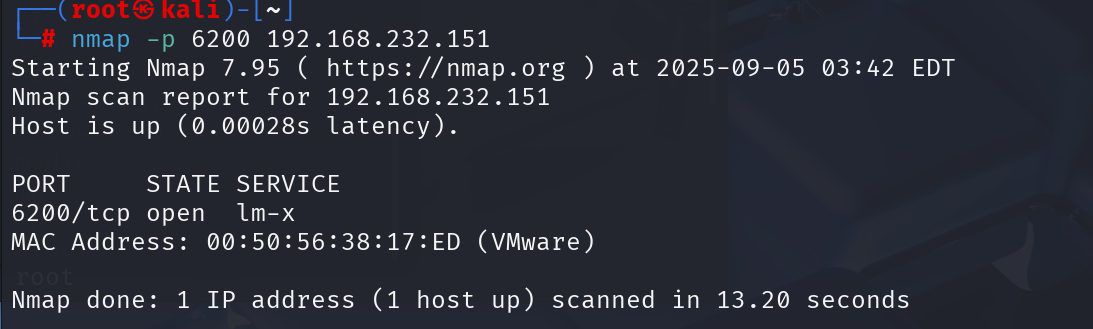 ┌──(root㉿kali)-[~]
└─# nmap -p 6200 192.168.232.151
Starting Nmap 7.95 ( https://nmap.org ) at 2025-09-05 03:42 EDT
Nmap scan report for 192.168.232.151
Host is up (0.00028s latency).
PORT     STATE SERVICE
6200/tcp open  lm-x
MAC Address: 00:50:56:38:17:ED (VMware)
root
Nmap done: 1 IP address (1 host up) scanned in 13.20 seconds